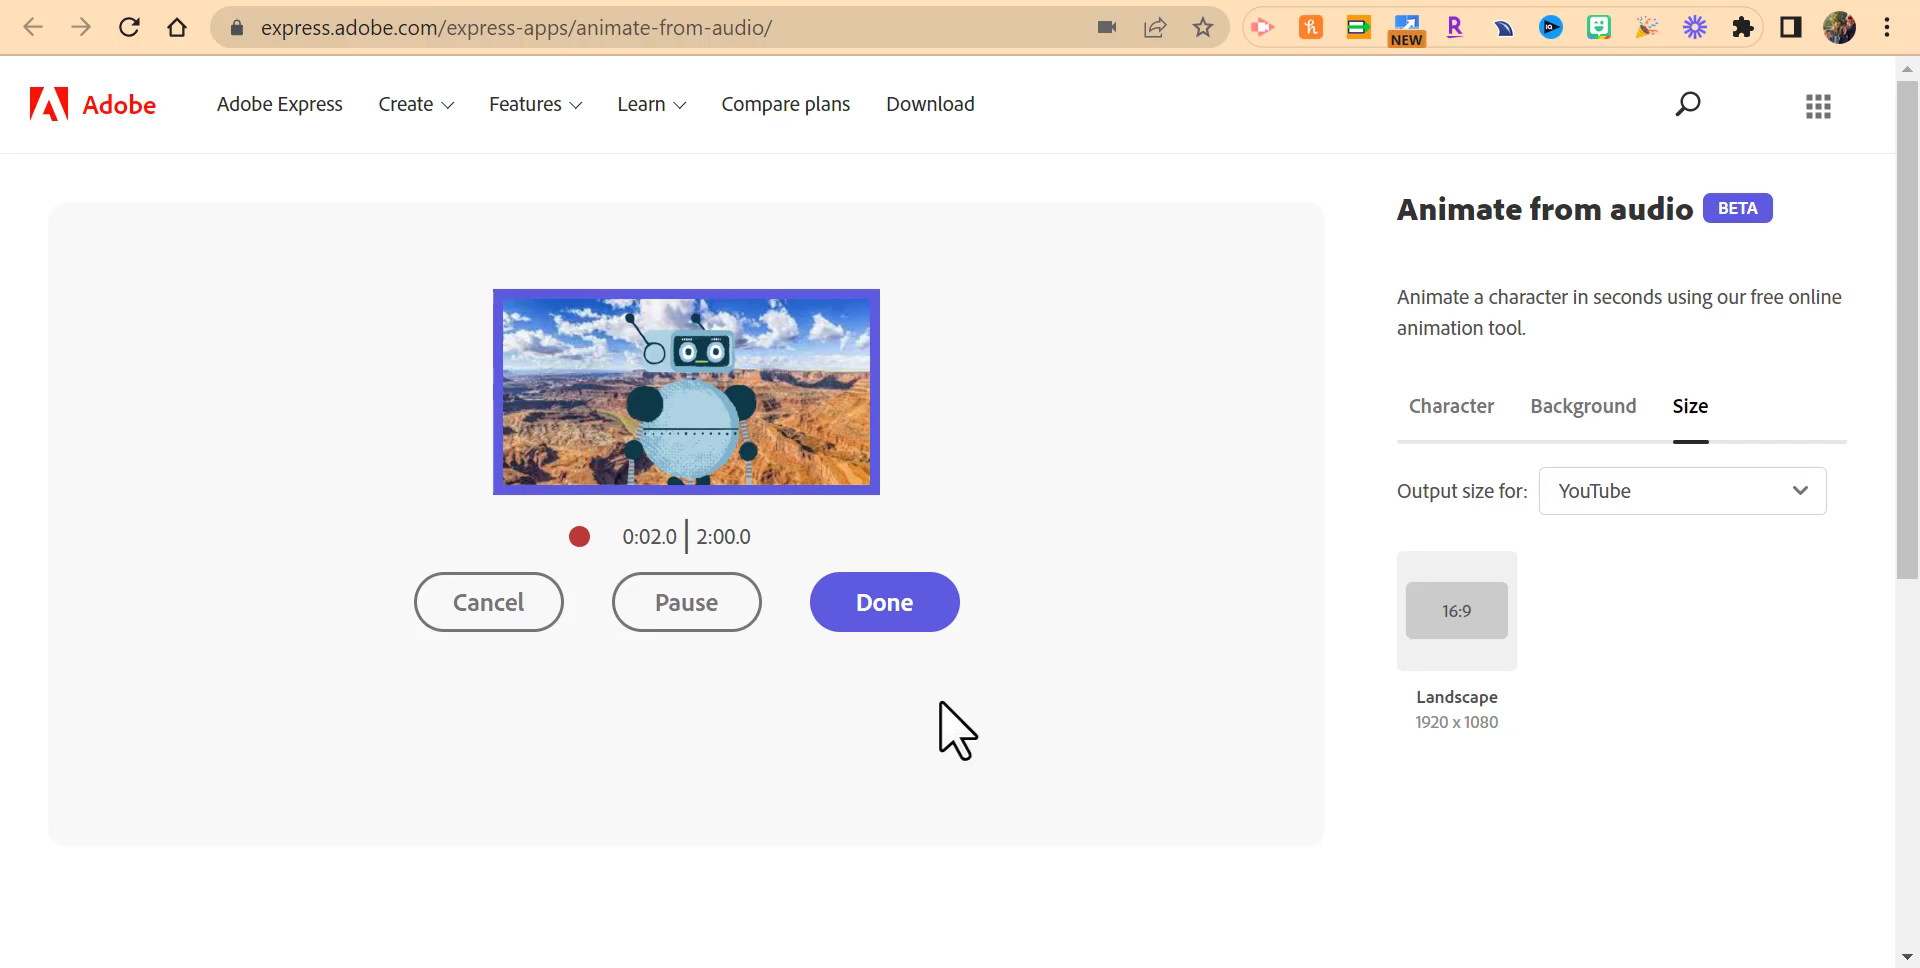 express.adobe.com/express-apps/animate-from-audio/
NEW
Adobe
Adobe Express
Create
Features
Learn
Compare plans
Download
Animate from audio
BETA
Animate a character in seconds using our free online
animation tool.
Character
Background
Size
Output size for:
YouTube
0:02.0
2:00.0
Cancel
Pause
Done
16:9
Landscape
1920 x 1080